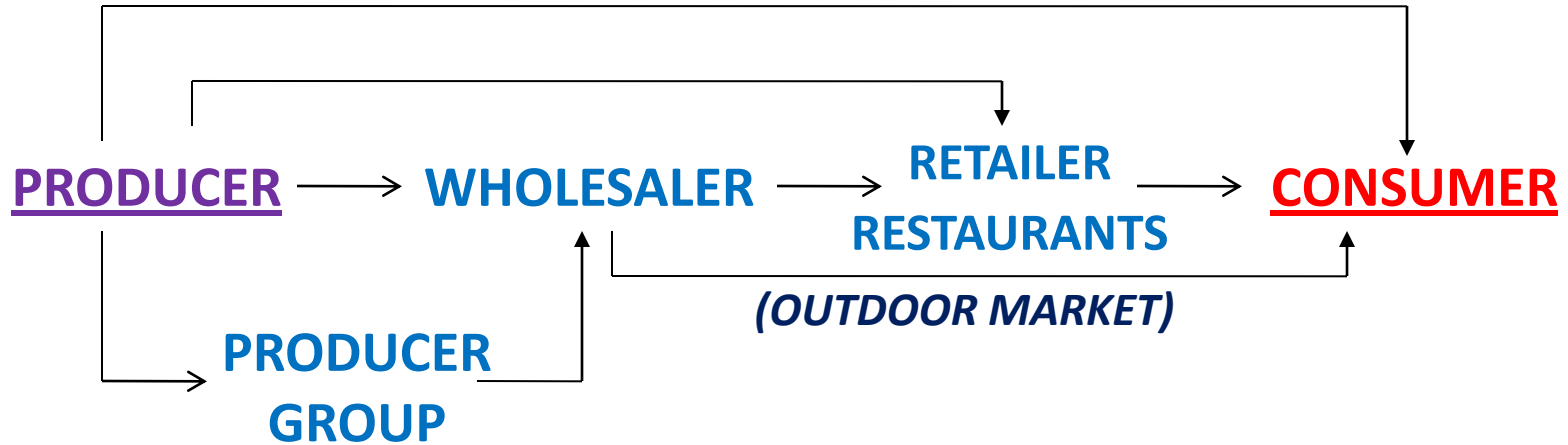 PRODUCER
WHOLESALER
RETAILER
RESTAURANTS
CONSUMER
(OUTDOOR MARKET)
PRODUCER
GROUP